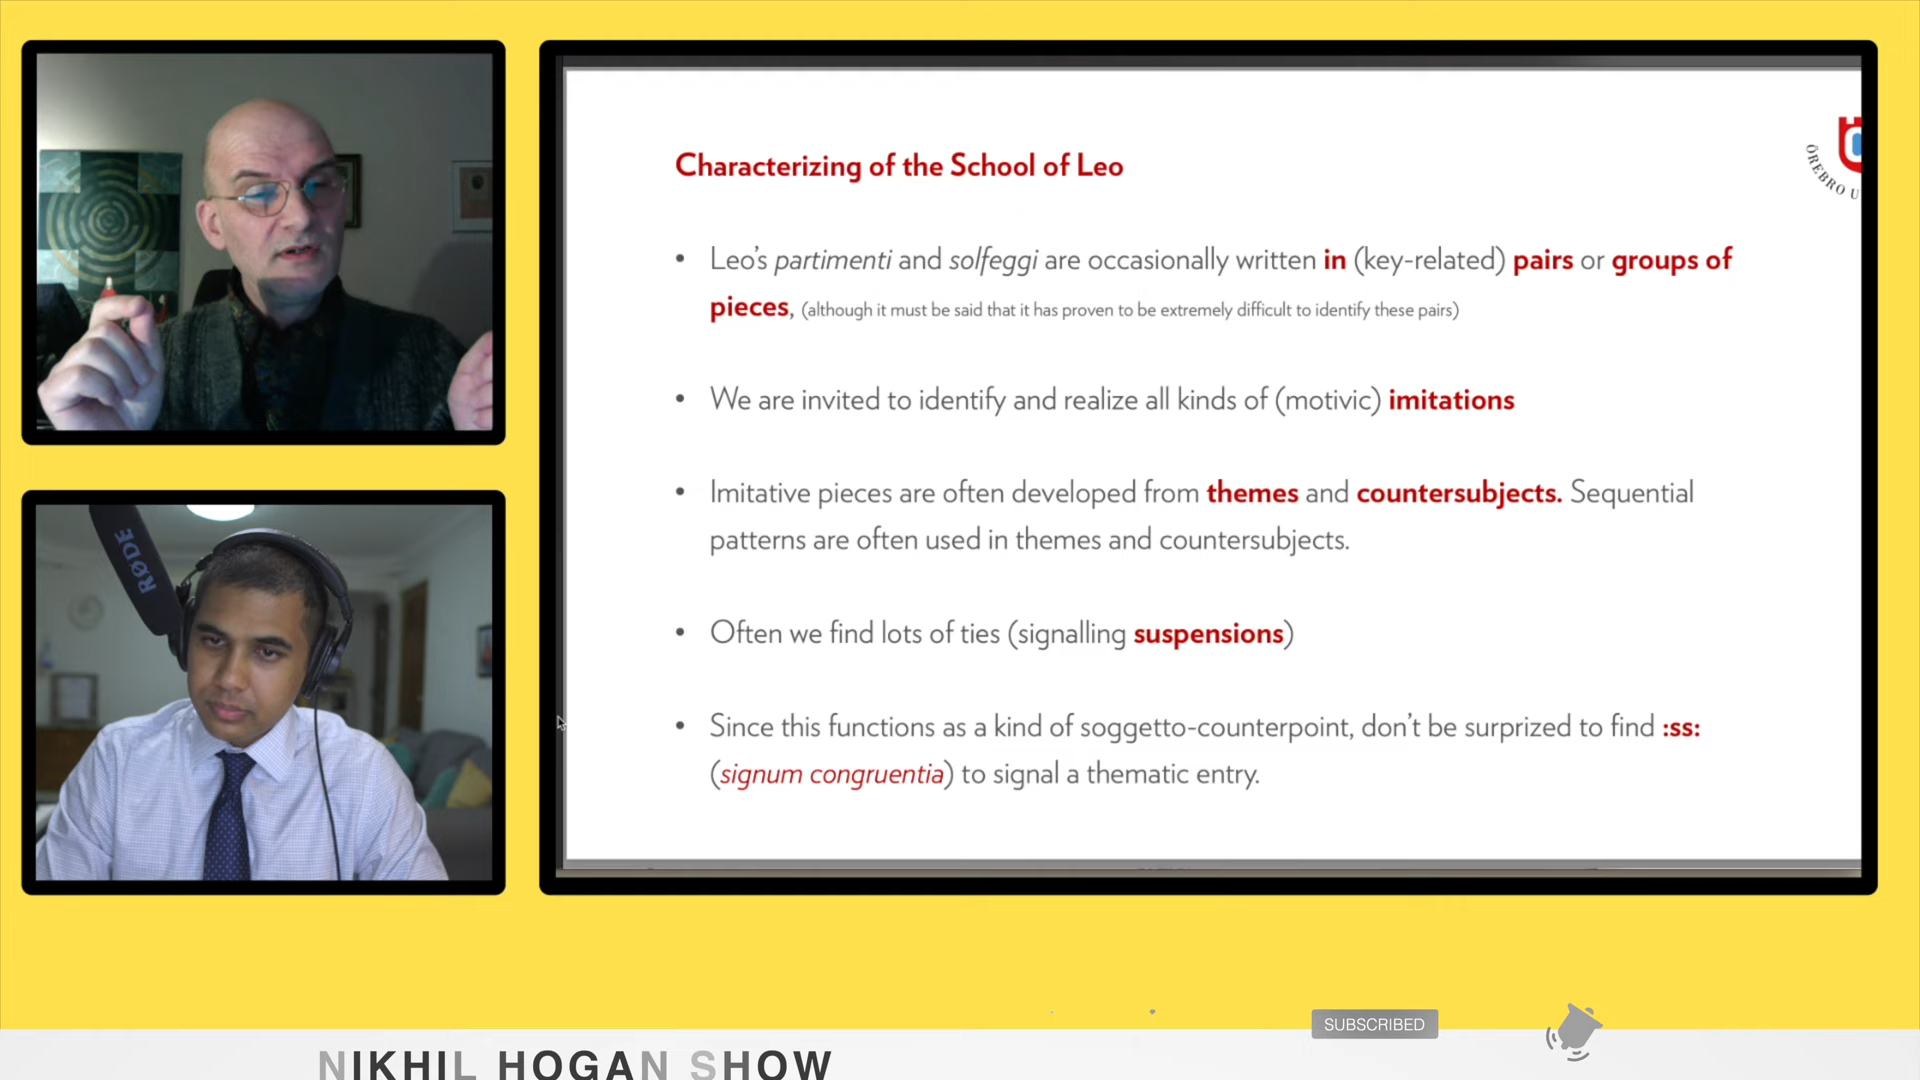 Characterizing of the School of Leo
ÖREBRO U
• Leo's partimenti and solfeggi are occasionally written in (key-related) pairs or groups of
pieces, (although it must be said that it has proven to be extremely difficult to identify these pairs)
• We are invited to identify and realize all kinds of (motivic) imitations
• Imitative pieces are often developed from themes and countersubjects. Sequential
patterns are often used in themes and countersubjects.
• Often we find lots of ties (signalling suspensions)
• Since this functions as a kind of soggetto-counterpoint, don't be surprized to find :ss:
(signum congruentia) to signal a thematic entry.
RØDE
SUBSCRIBED
NIKHIL HOGAN SHOW